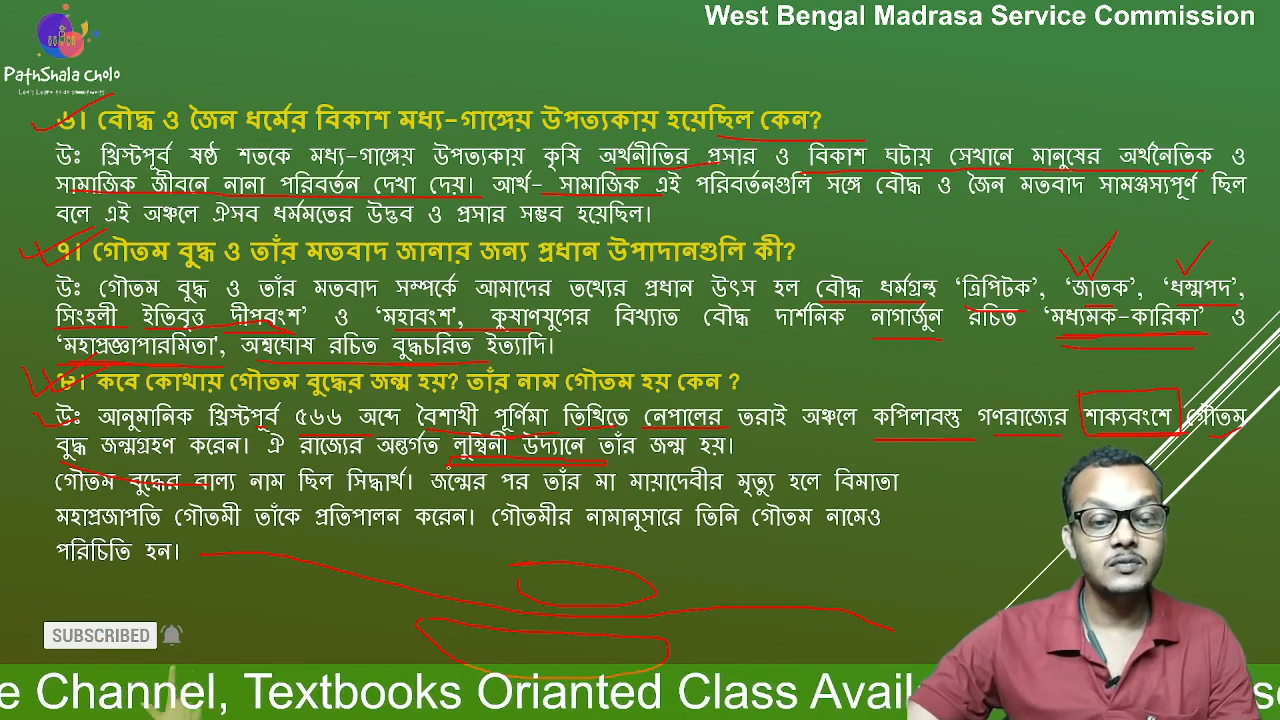 West Bengal Madrasa Service Commission
PathShala Cholo
৬। বৌদ্ধ ও জৈন ধর্মের বিকাশ মধ্য-গাঙ্গেয় উপত্যকায় হয়েছিল কেন?
উঃ খ্রিস্টপূর্ব ষষ্ঠ শতকে মধ্য-গাঙ্গেয় উপত্যকায় কৃষি অর্থনীতির প্রসার ও বিকাশ ঘটায় সেখানে মানুষের অর্থনৈতিক ও
সামাজিক জীবনে নানা পরিবর্তন দেখা দেয়। আর্থ- সামাজিক এই পরিবর্তনগুলি সঙ্গে বৌদ্ধ ও জৈন মতবাদ সামঞ্জস্যপূর্ণ ছিল
বলে এই অঞ্চলে ঐসব ধর্মমতের উদ্ভব ও প্রসার সম্ভব হয়েছিল।
৭। গৌতম বুদ্ধ ও তাঁর মতবাদ জানার জন্য প্রধান উপাদানগুলি কী?
উঃ গৌতম বুদ্ধ ও তাঁর মতবাদ সম্পর্কে আমাদের তথ্যের প্রধান উৎস হল বৌদ্ধ ধর্মগ্রন্থ ‘ত্রিপিটক’, ‘জাতক’, ‘ধম্মপদ’,
সিংহলী ইতিবৃত্ত দীপবংশ’ ও ‘মহাবংশ', কুষাণযুগের বিখ্যাত বৌদ্ধ দার্শনিক নাগার্জুন রচিত ‘মধ্যমক-কারিকা’ ও
‘মহাপ্রজ্ঞাপারমিতা', অশ্বঘোষ রচিত বুদ্ধচরিত ইত্যাদি।
৮। কবে কোথায় গৌতম বুদ্ধের জন্ম হয়? তাঁর নাম গৌতম হয় কেন ?
উঃ আনুমানিক খ্রিস্টপূর্ব ৫৬৬ অব্দে বৈশাখী পূর্ণিমা তিথিতে নেপালের তরাই অঞ্চলে কপিলাবস্তু গণরাজ্যের শাক্যবংশে গৌতম
বুদ্ধ জন্মগ্রহণ করেন। ঐ রাজ্যের অন্তর্গত লুম্বিনী উদ্যানে তাঁর জন্ম হয়।
গৌতম বুদ্ধের বাল্য নাম ছিল সিদ্ধার্থ। জন্মের পর তাঁর মা মায়াদেবীর মৃত্যু হলে বিমাতা
মহাপ্রজাপতি গৌতমী তাঁকে প্রতিপালন করেন। গৌতমীর নামানুসারে তিনি গৌতম নামেও
পরিচিতি হন।
SUBSCRIBED
e Channel, Textbooks Orianted Class Avail